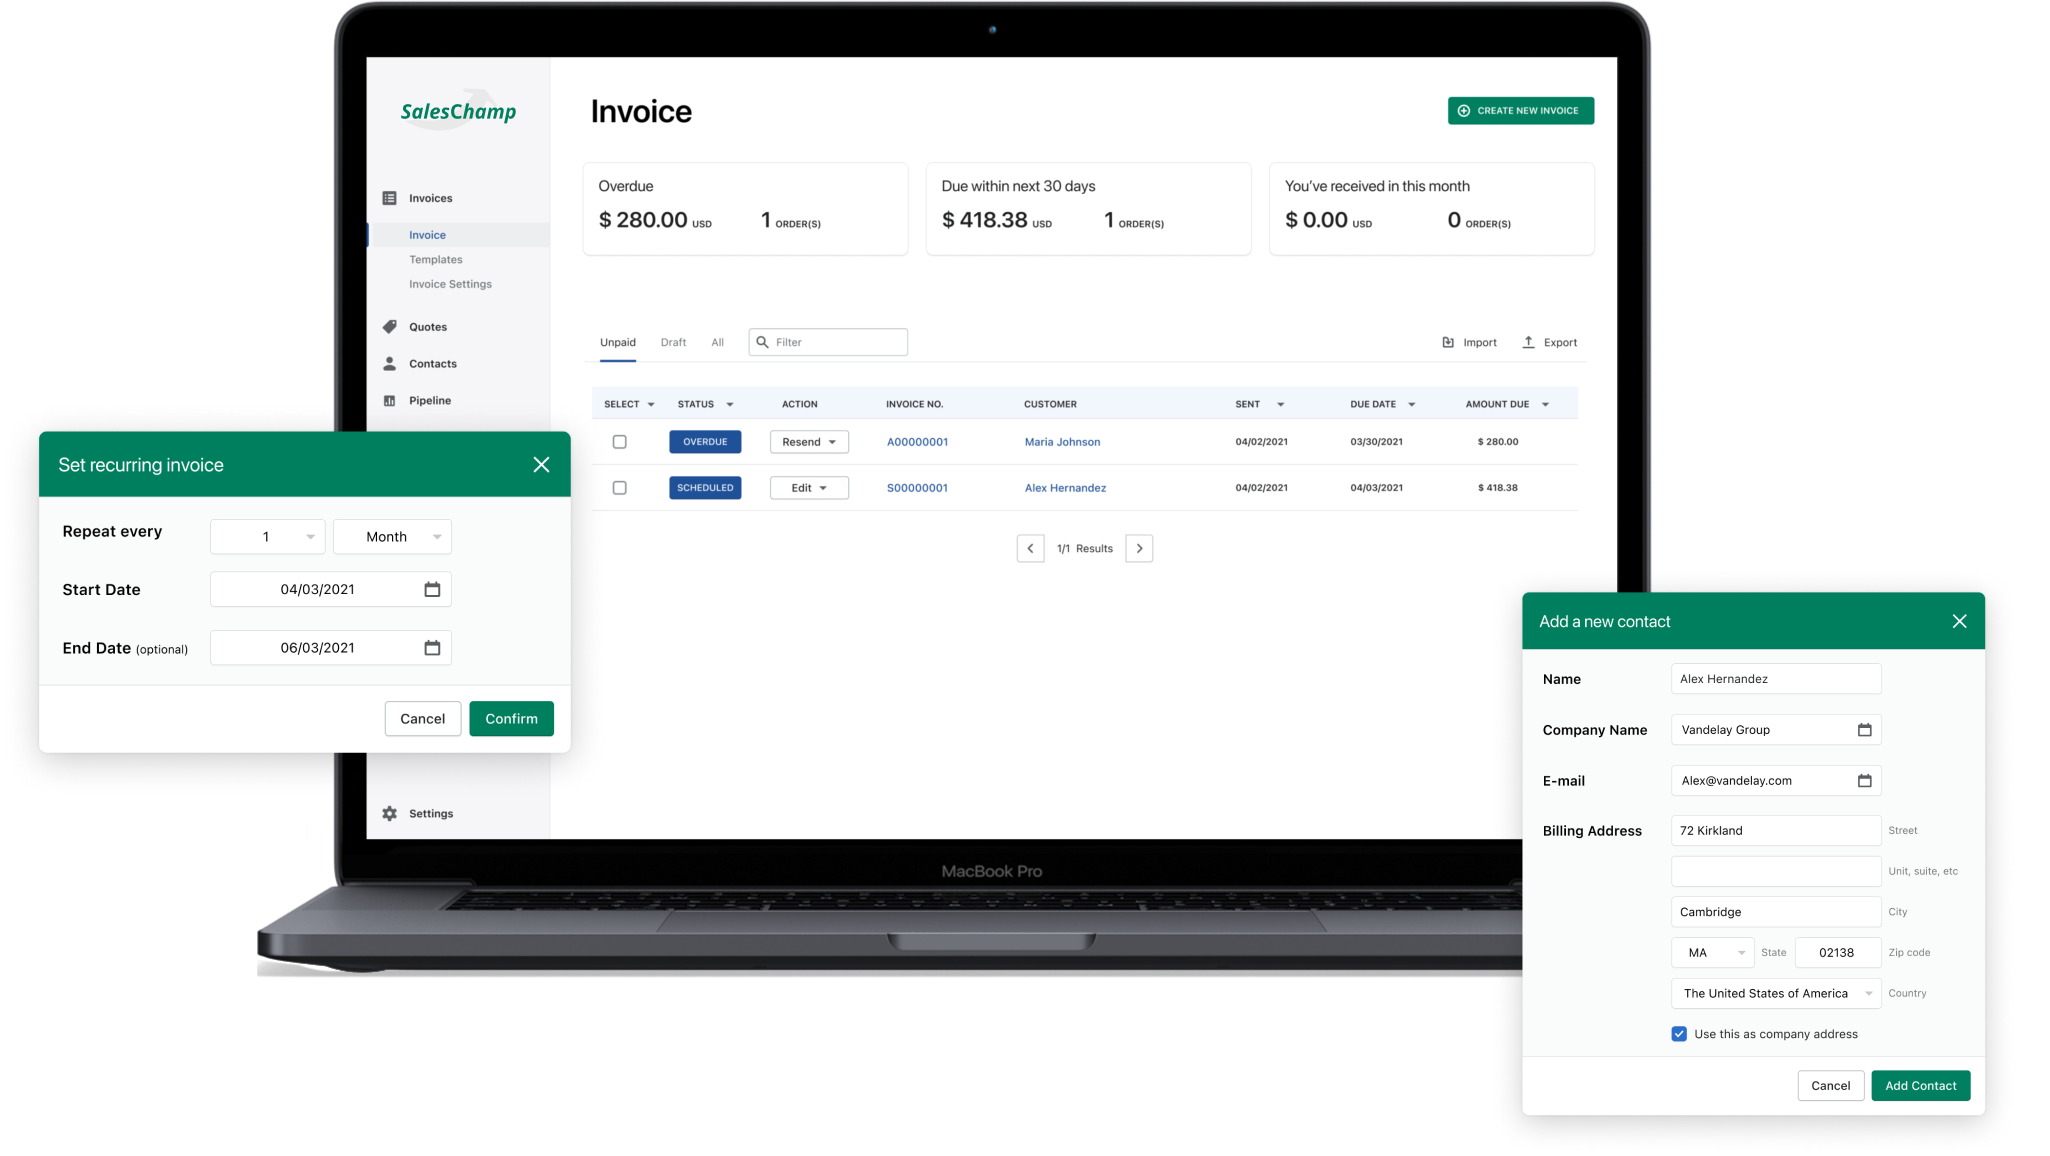 SalesChamp
Invoices
Invoice
Templates
Invoice Settings
Quotes
Contacts
Pipeline
Settings
Invoice
CREATE NEW INVOICE
Overdue
$ 280.00 USD 1 ORDER(S)
Due within next 30 days
$ 418.38 USD 1 ORDER(S)
You've received in this month
$ 0.00 USD 0 ORDER(S)
Unpaid Draft All Filter Import Export
SELECT STATUS ACTION INVOICE NO. CUSTOMER SENT DUE DATE AMOUNT DUE
OVERDUE Resend A00000001 Maria Johnson 04/02/2021 03/30/2021 $ 280.00
SCHEDULED Edit S00000001 Alex Hernandez 04/02/2021 04/03/2021 $ 418.38
1/1 Results
Set recurring invoice
Repeat every 1 Month
Start Date 04/03/2021
End Date (optional) 06/03/2021
Cancel Confirm
MacBook Pro
Add a new contact
Name Alex Hernandez
Company Name Vandelay Group
E-mail Alex@vandelay.com
Billing Address 72 Kirkland Street
Unit, suite, etc
Cambridge City
MA State 02138 Zip code
The United States of America Country
Use this as company address
Cancel Add Contact